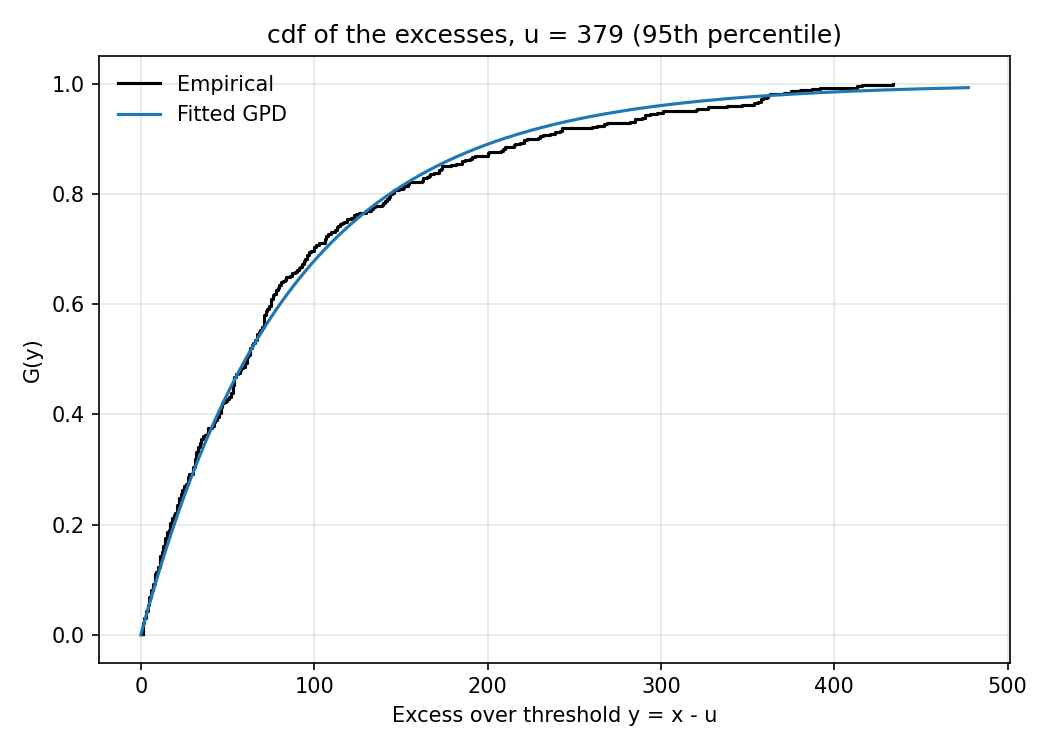 cdf of the excesses, u = 379 (95th percentile)
Empirical
Fitted GPD
1.0
0.8
0.6
0.4
0.2
0.0
G(y)
0 100 200 300 400 500
Excess over threshold y = x - u